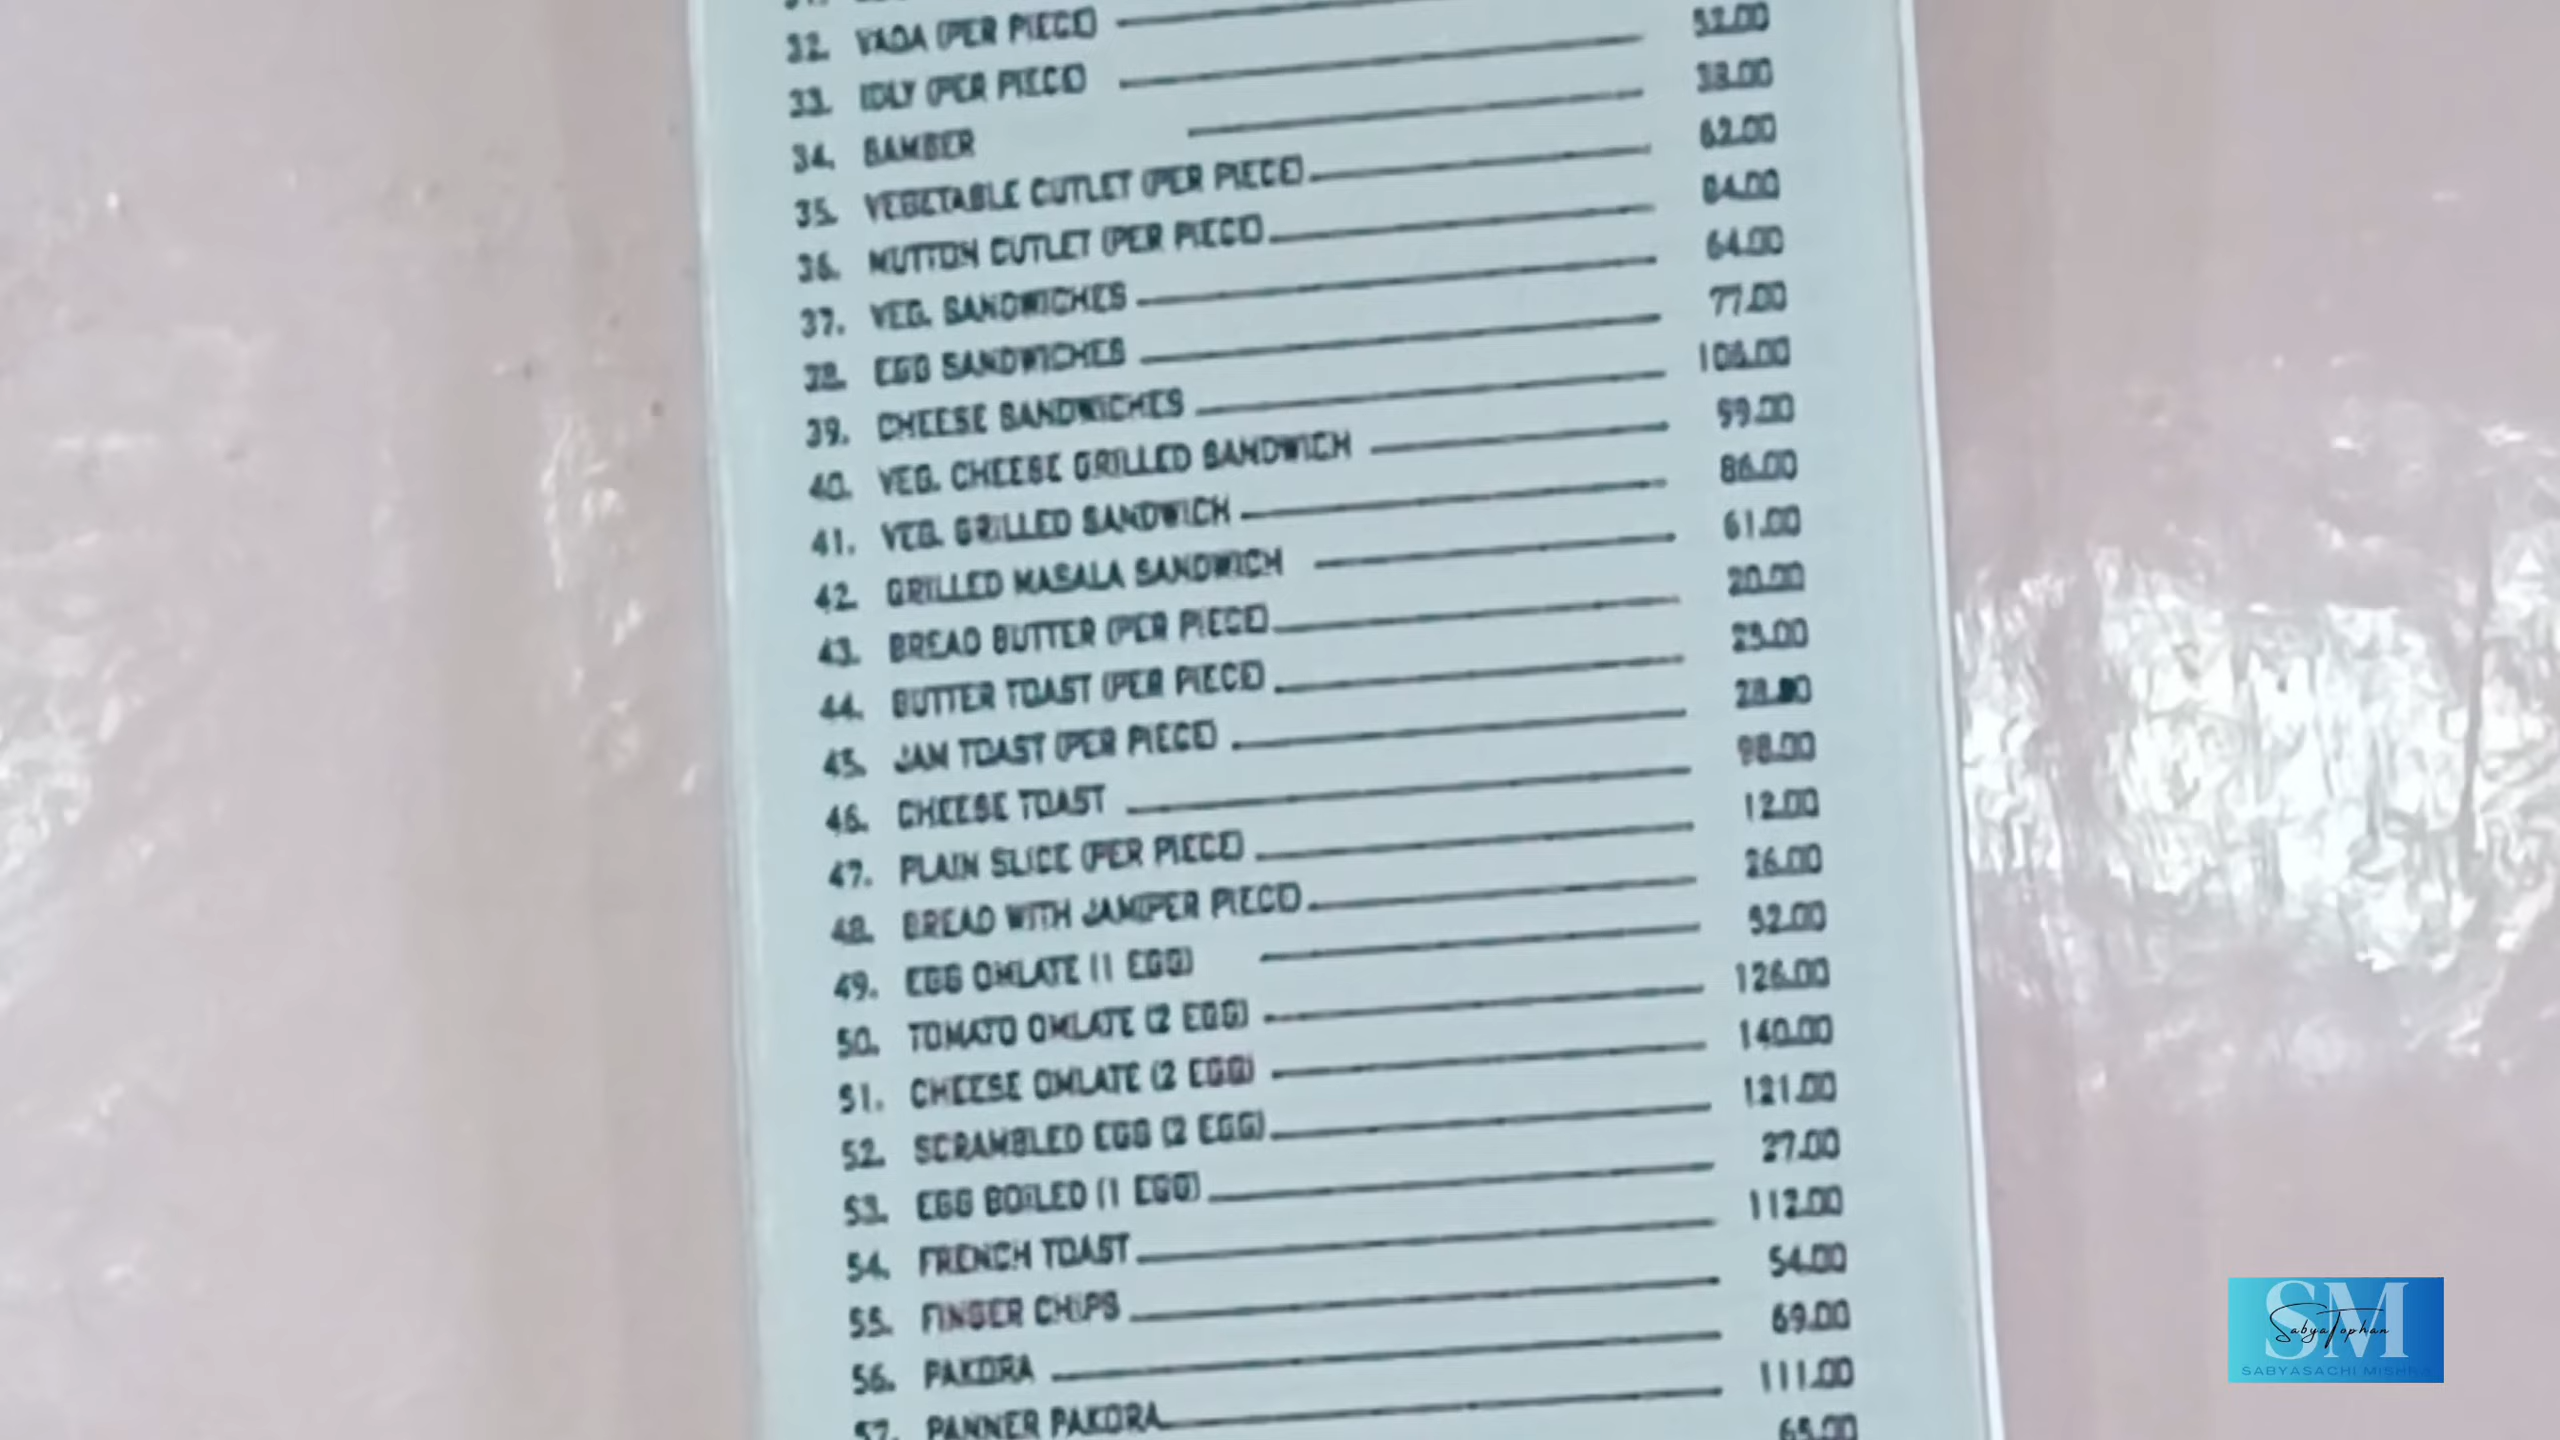 32. VADA (PER PIECE)
33. IDLY (PER PIECE) 52.00
34. SAMBER 38.00
35. VEGETABLE CUTLET (PER PIECE) 62.00
36. MUTTON CUTLET (PER PIECE) 84.00
37. VEG. SANDWICHES 64.00
38. EGG SANDWICHES 77.00
39. CHEESE SANDWICHES 106.00
40. VEG. CHEESE GRILLED SANDWICH 99.00
41. VEG. GRILLED SANDWICH 86.00
42. GRILLED MASALA SANDWICH 61.00
43. BREAD BUTTER (PER PIECE) 20.00
44. BUTTER TOAST (PER PIECE) 25.00
45. JAM TOAST (PER PIECE)
46. CHEESE TOAST 98.00
47. PLAIN SLICE (PER PIECE) 12.00
48. BREAD WITH JAM(PER PIECE) 26.00
49. EGG OMLATE (1 EGG) 52.00
50. TOMATO OMLATE (2 EGG) 126.00
51. CHEESE OMLATE (2 EGG) 140.00
52. SCRAMBLED EGG (2 EGG) 121.00
53. EGG BOILED (1 EGG) 27.00
54. FRENCH TOAST 112.00
55. FINGER CHIPS 54.00
56. PAKORA 69.00
57. PANNER PAKORA 111.00
65.00
SM
SabyaTophan
SABYASACHI